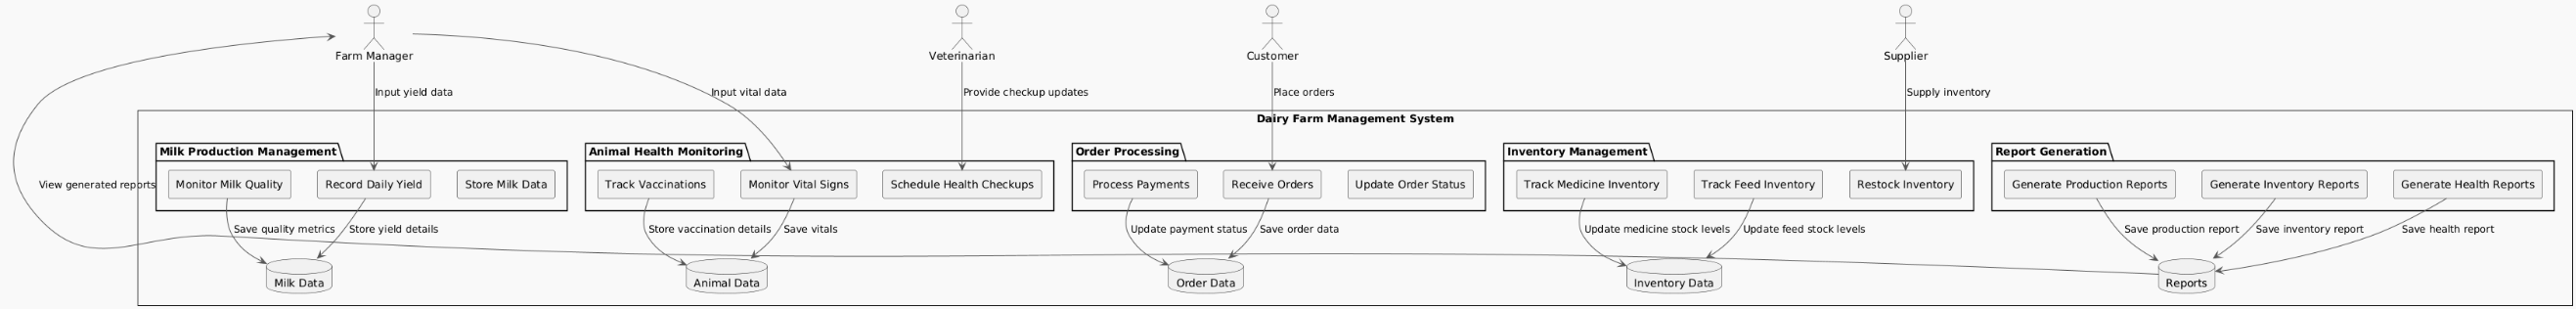 Farm Manager
Veterinarian
Customer
Supplier
Input yield data
Input vital data
Provide checkup updates
Place orders
Supply inventory
Dairy Farm Management System
Milk Production Management
Animal Health Monitoring
Order Processing
Inventory Management
Report Generation
View generated reports
Monitor Milk Quality
Record Daily Yield
Store Milk Data
Track Vaccinations
Monitor Vital Signs
Schedule Health Checkups
Process Payments
Receive Orders
Update Order Status
Track Medicine Inventory
Track Feed Inventory
Restock Inventory
Generate Production Reports
Generate Inventory Reports
Generate Health Reports
Save quality metrics
Store yield details
Store vaccination details
Save vitals
Update payment status
Save order data
Update medicine stock levels
Update feed stock levels
Save production report
Save inventory report
Save health report
Milk Data
Animal Data
Order Data
Inventory Data
Reports